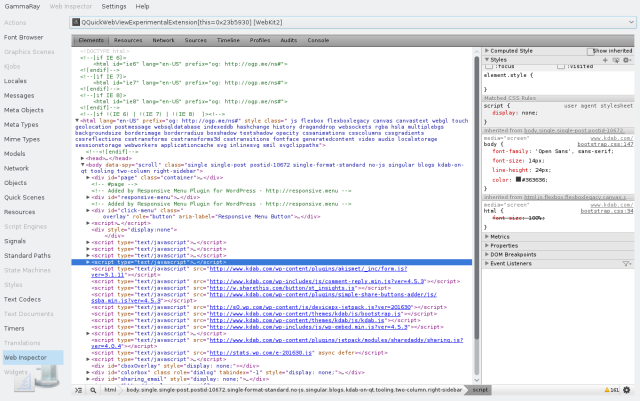 GammaRay
Web Inspector
Settings
Help
Actions
Font Browser
Graphics Scenes
KJobs
Locales
Messages
Meta Objects
Meta Types
Mime Types
Models
Network
Objects
Quick Scenes
Resources
Script Engines
Signals
Standard Paths
State Machines
Styles
Text Codecs
Text Documents
Timers
Translations
Web Inspector
Widgets
QQuickWebViewExperimentalExtension[this=0x23b5930] [WebKit2]
Elements
Resources
Network
Sources
Timeline
Profiles
Audits
Console
<!DOCTYPE html>
<!--[if IE 6]>
<html id="ie6" lang="en-US" prefix="og: http://ogp.me/ns#">
<![endif]-->
<!--[if IE 7]>
<html id="ie7" lang="en-US" prefix="og: http://ogp.me/ns#">
<![endif]-->
<!--[if IE 8]>
<html id="ie8" lang="en-US" prefix="og: http://ogp.me/ns#">
<![endif]-->
<!--[if !(IE 6) | !(IE 7) | !(IE 8)  ]><!-->
<html lang="en-US" prefix="og: http://ogp.me/ns#" style class=" js flexbox flexboxlegacy canvas canvastext webgl touch
geolocation postmessage websqldatabase indexeddb hashchange history draganddrop websockets rgba hsla multiplebgs
backgroundsize borderimage borderradius boxshadow textshadow opacity cssanimations csscolumns cssgradients
cssreflections csstransforms csstransforms3d csstransitions fontface generatedcontent video audio localstorage
sessionstorage webworkers applicationcache svg inlinesvg smil svgclippaths">
<!--<![endif]-->
<head>…</head>
<body data-spy="scroll" class="single single-post postid-10672 single-format-standard no-js singular blogs kdab-on-
qt tooling two-column right-sidebar">
<div id="page" class="container">…</div>
<!-- #page -->
<!-- Added by Responsive Menu Plugin for WordPress - http://responsive.menu -->
<div id="responsive-menu">…</div>
<!-- Added by Responsive Menu Plugin for WordPress - http://responsive.menu -->
<div id="click-menu" class="
overlay" role="button" aria-label="Responsive Menu Button">…</div>
<script>…</script>
<div style="display:none">
</div>
<script type="text/javascript">…</script>
<script type="text/javascript">…</script>
<script type="text/javascript">…</script>
<script type="text/javascript">…</script>
<script type="text/javascript" src="http://www.kdab.com/wp-content/plugins/akismet/_inc/form.js?
ver=3.1.11"></script>
<script type="text/javascript" src="http://www.kdab.com/wp-includes/js/comment-reply.min.js?ver=4.5.3"></script>
<script type="text/javascript" src="http://w.sharethis.com/button/st_insights.js"></script>
<script type="text/javascript" src="http://www.kdab.com/wp-content/plugins/simple-share-buttons-adder/js/
ssba.min.js?ver=4.5.3"></script>
<script type="text/javascript" src="http://s0.wp.com/wp-content/js/devicepx-jetpack.js?ver=201630"></script>
<script type="text/javascript" src="http://www.kdab.com/wp-content/themes/kdab/js/bootstrap.js"></script>
<script type="text/javascript" src="http://www.kdab.com/wp-content/themes/kdab/js/kdab.js"></script>
<script type="text/javascript" src="http://www.kdab.com/wp-includes/js/wp-embed.min.js?ver=4.5.3"></script>
<script type="text/javascript">…</script>
<script type="text/javascript" src="http://www.kdab.com/wp-content/plugins/jetpack/modules/sharedaddy/sharing.js?
ver=4.0.4"></script>
<script type="text/javascript">…</script>
<script src="http://stats.wp.com/e-201630.js" async defer></script>
<div id="cboxOverlay" style="display: none;"></div>
<div id="colorbox" class role="dialog" tabindex="-1" style="display: none;">…</div>
<div id="sharing_email" style="display: none;">…</div>
html
body.single.single-post.postid-10672.single-format-standard.no-js.singular.blogs.kdab-on-qt.tooling.two-column.right-sidebar
script
Computed Style
Show inherited
Styles
:focus
:visited
element.style {
}
Matched CSS Rules
script {
user agent stylesheet
display: none;
}
Inherited from body.single.single-post.postid-10672.
media="screen"
www.kdab.com/
body {
bootstrap.css:147
font-family: 'Open Sans', sans-serif;
font-size: 14px;
line-height: 24px;
color: #363636;
}
Inherited from html.js.flexbox.flexboxlegacy.canvas.c
media="screen"
www.kdab.com/
html {
bootstrap.css:34
font-size: 100%;
}
Metrics
Properties
DOM Breakpoints
Event Listeners
161